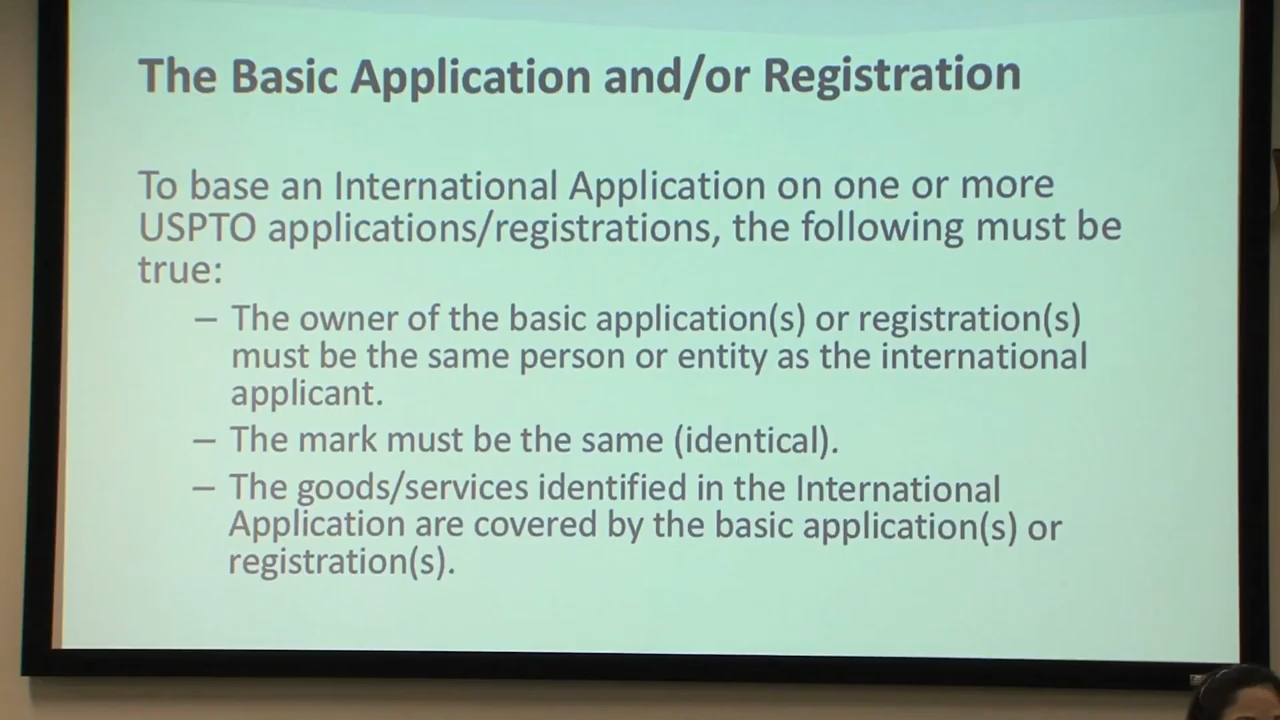 The Basic Application and/or Registration
To base an International Application on one or more
USPTO applications/registrations, the following must be
true:
– The owner of the basic application(s) or registration(s)
must be the same person or entity as the international
applicant.
– The mark must be the same (identical).
– The goods/services identified in the International
Application are covered by the basic application(s) or
registration(s).